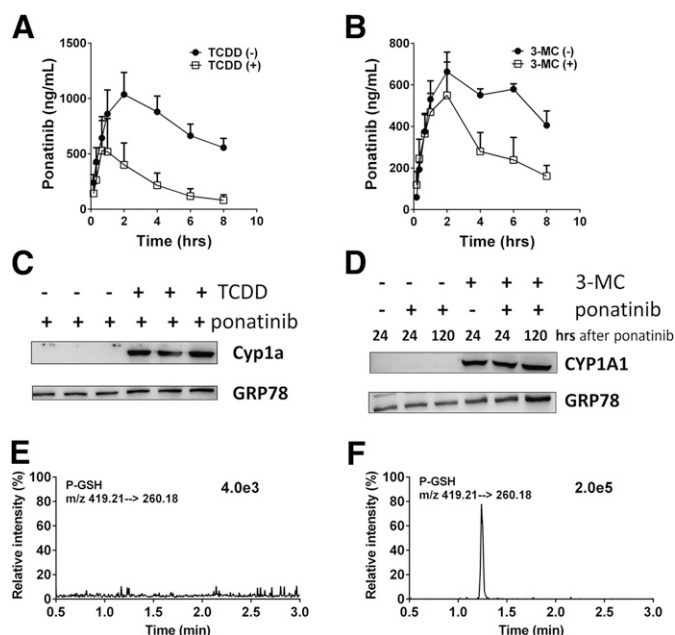 A
TCDD (-)
TCDD (+)
Ponatinib (ng/mL)
1500
1000
500
0
0 2 4 6 8 10
Time (hrs)
B
3-MC (-)
3-MC (+)
Ponatinib (ng/mL)
800
600
400
200
0
0 2 4 6 8 10
Time (hrs)
C
- - - + + + TCDD
+ + + + + + ponatinib
Cyp1a
GRP78
D
- - - + + + 3-MC
- + + - + + ponatinib
24 24 120 24 24 120 hrs after ponatinib
CYP1A1
GRP78
E
P-GSH
m/z 419.21--> 260.18
4.0e3
Relative intensity (%)
100
80
60
40
20
0
0.5 1.0 1.5 2.0 2.5 3.0
Time (min)
F
P-GSH
m/z 419.21--> 260.18
2.0e5
Relative intensity (%)
100
80
60
40
20
0
0.5 1.0 1.5 2.0 2.5 3.0
Time (min)